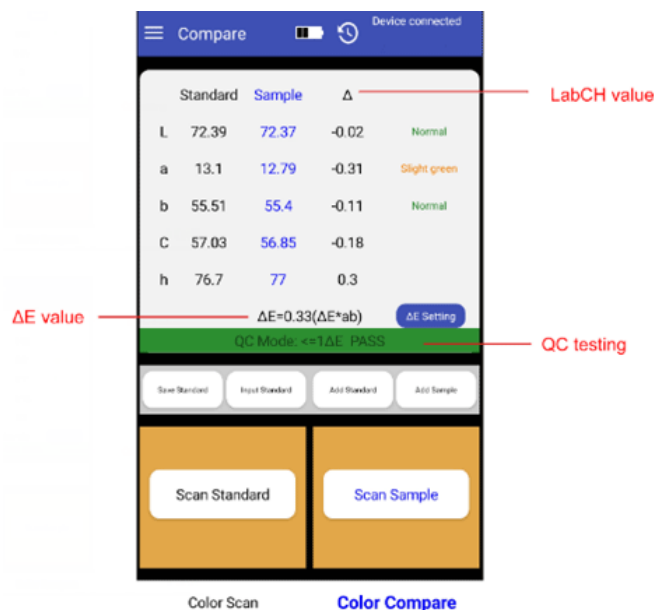 Compare
Device connected
Standard Sample Δ
LabCH value
L 72.39 72.37 -0.02 Normal
a 13.1 12.79 -0.31 Slight green
b 55.51 55.4 -0.11 Normal
C 57.03 56.85 -0.18
h 76.7 77 0.3
ΔE value
ΔE=0.33(ΔE*ab)
ΔE Setting
QC Mode: <=1ΔE PASS
QC testing
Save Standard
Input Standard
Add Standard
Add Sample
Scan Standard
Scan Sample
Color Scan
Color Compare